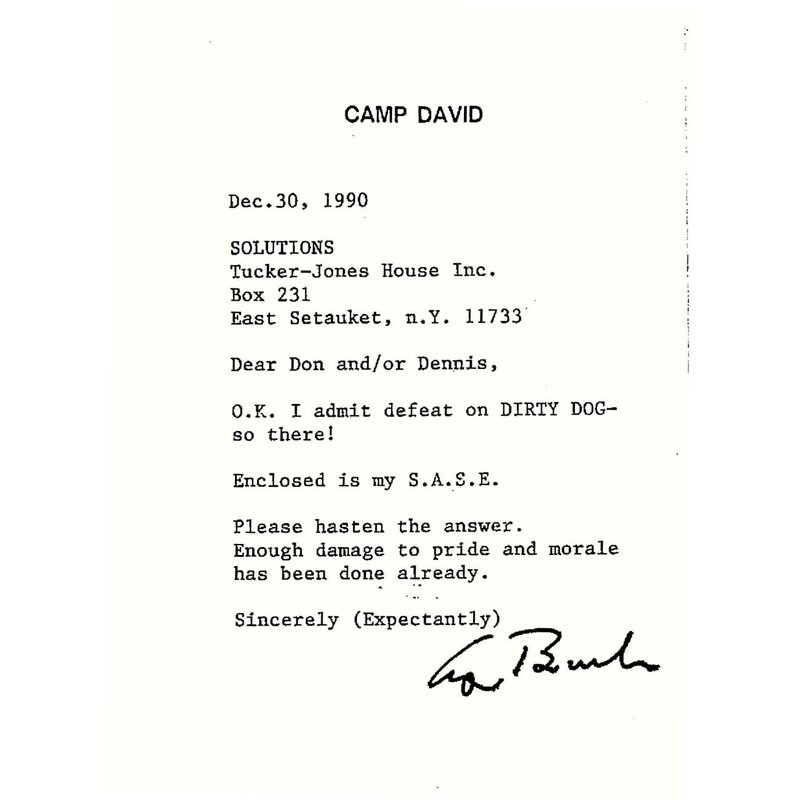 CAMP DAVID
Dec.30, 1990
SOLUTIONS
Tucker-Jones House Inc.
Box 231
East Setauket, n.Y. 11733
Dear Don and/or Dennis,
O.K. I admit defeat on DIRTY DOG-
so there!
Enclosed is my S.A.S.E.
Please hasten the answer.
Enough damage to pride and morale
has been done already.
Sincerely (Expectantly)
Bush